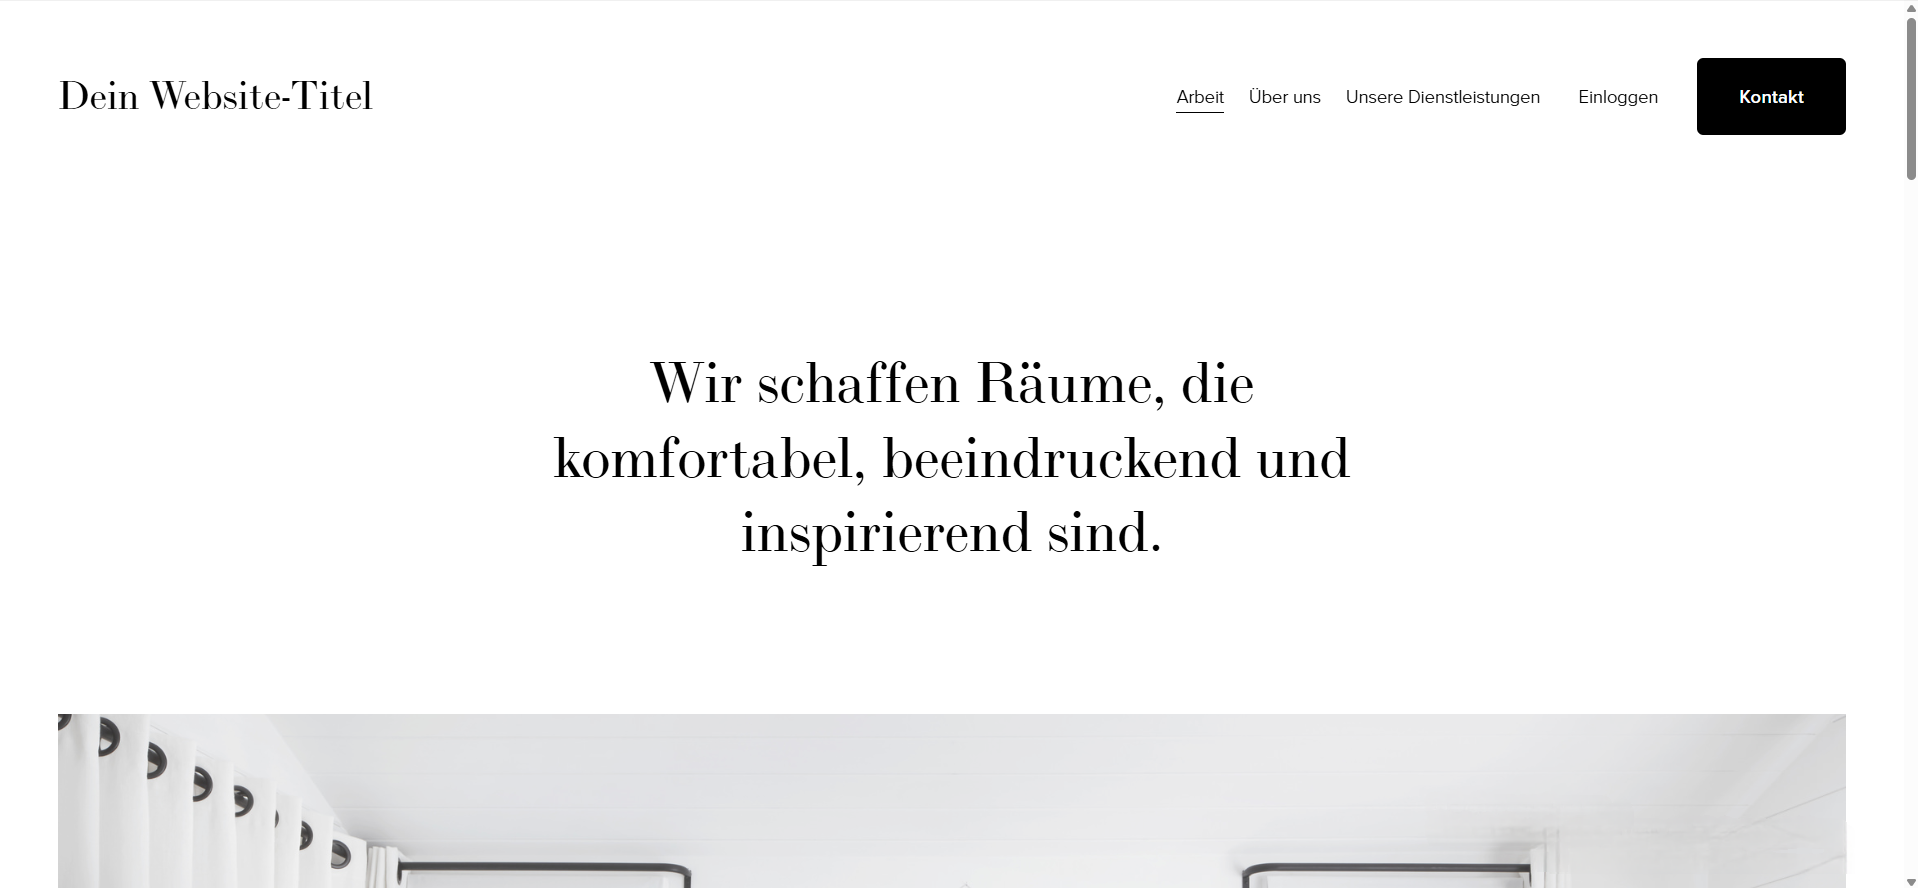 Dein Website-Titel
Arbeit
Über uns
Unsere Dienstleistungen
Einloggen
Kontakt
Wir schaffen Räume, die
komfortabel, beeindruckend und
inspirierend sind.